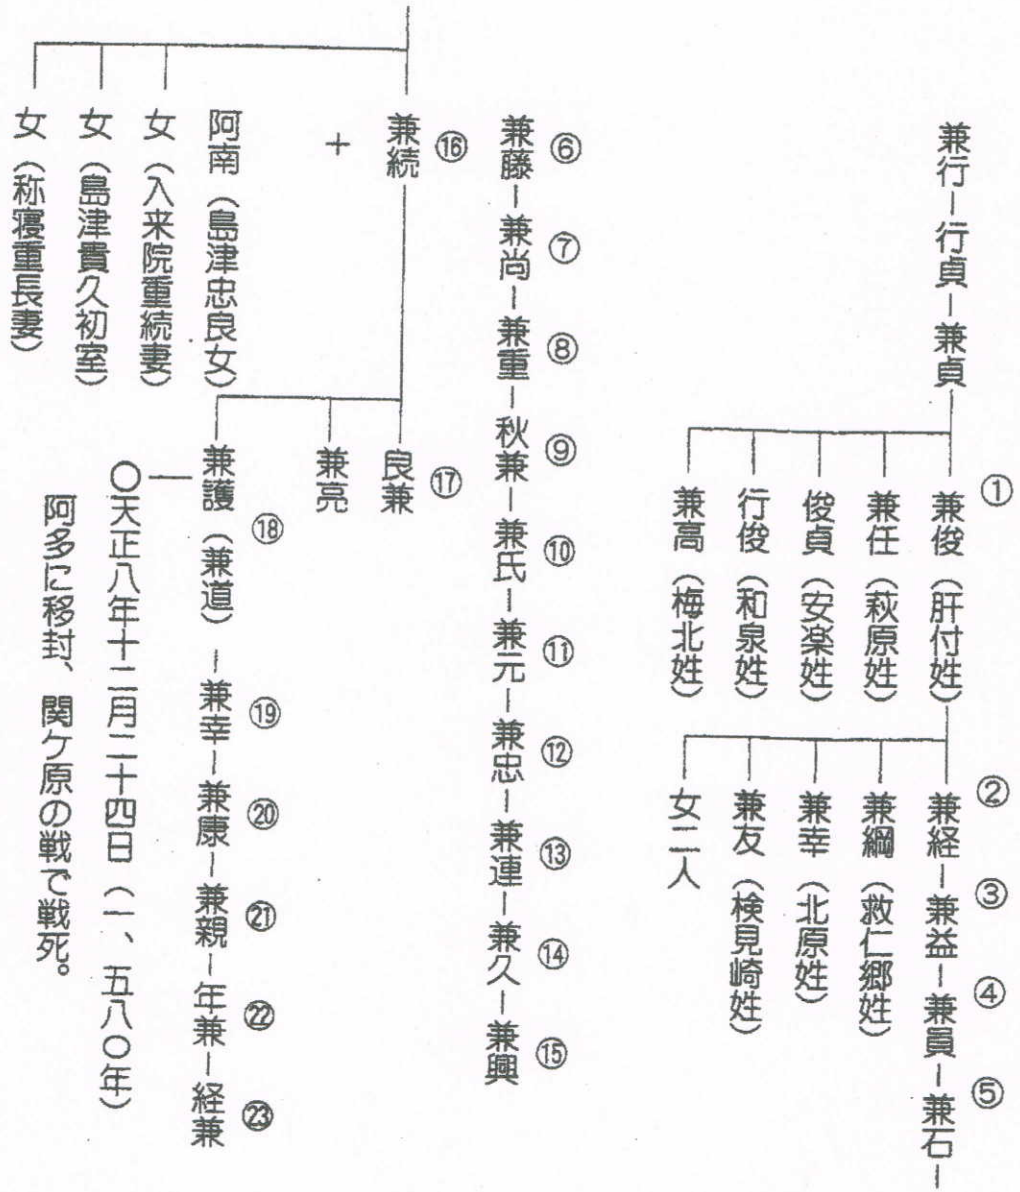 兼行－行貞－兼貞
①
兼俊（肝付姓）
兼任（萩原姓）
俊貞（安楽姓）
行俊（和泉姓）
兼高（梅北姓）
② ③ ④ ⑤
兼経－兼益－兼員－兼石－
兼綱（救仁郷姓）
兼幸（北原姓）
兼友（検見崎姓）
女二人
⑥ ⑦ ⑧ ⑨ ⑩ ⑪ ⑫ ⑬ ⑭ ⑮
兼藤－兼尚－兼重－秋兼－兼氏－兼元－兼忠－兼連－兼久－兼興
⑯
兼続
＋
阿南（島津忠良女）
女（入来院重続妻）
女（島津貴久初室）
女（称寝重長妻）
⑰
良兼
兼亮
⑱ ⑲ ⑳ ㉑ ㉒ ㉓
兼護（兼道）－兼幸－兼康－兼親－年兼－経兼
〇天正八年十二月二十四日（一、五八〇年）
阿多に移封、関ケ原の戦で戦死。